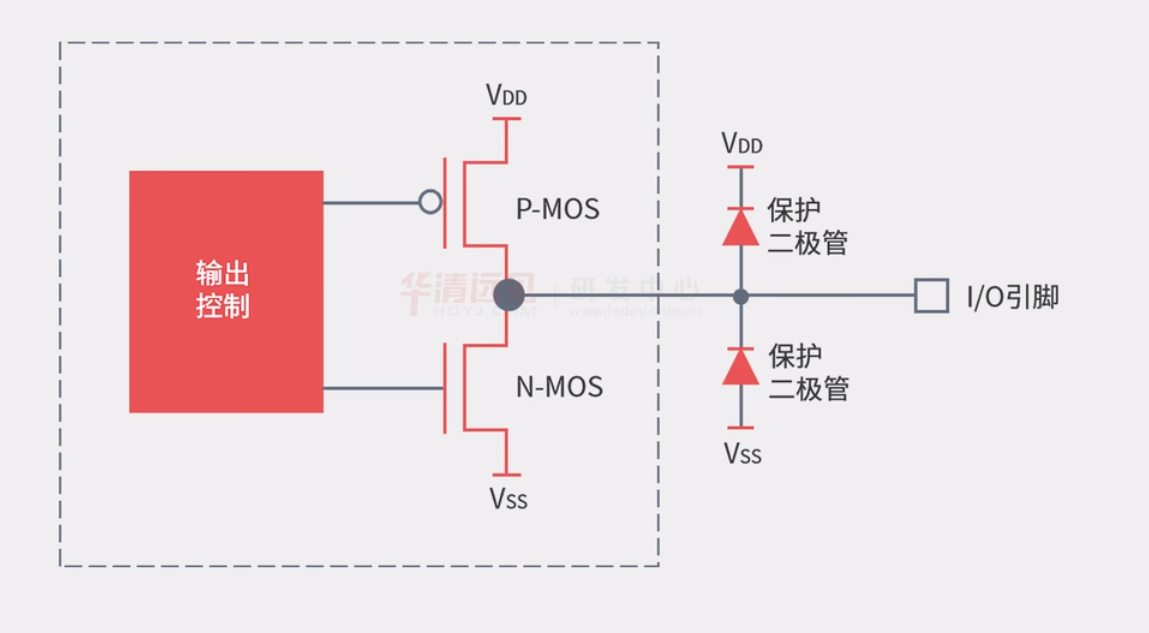 VDD
VDD
P-MOS
保护
二极管
输出
控制
华清远见 | 研发中心
HQYJ.COM www.fsdev.com.cn
I/O引脚
N-MOS
保护
二极管
VSS
VSS